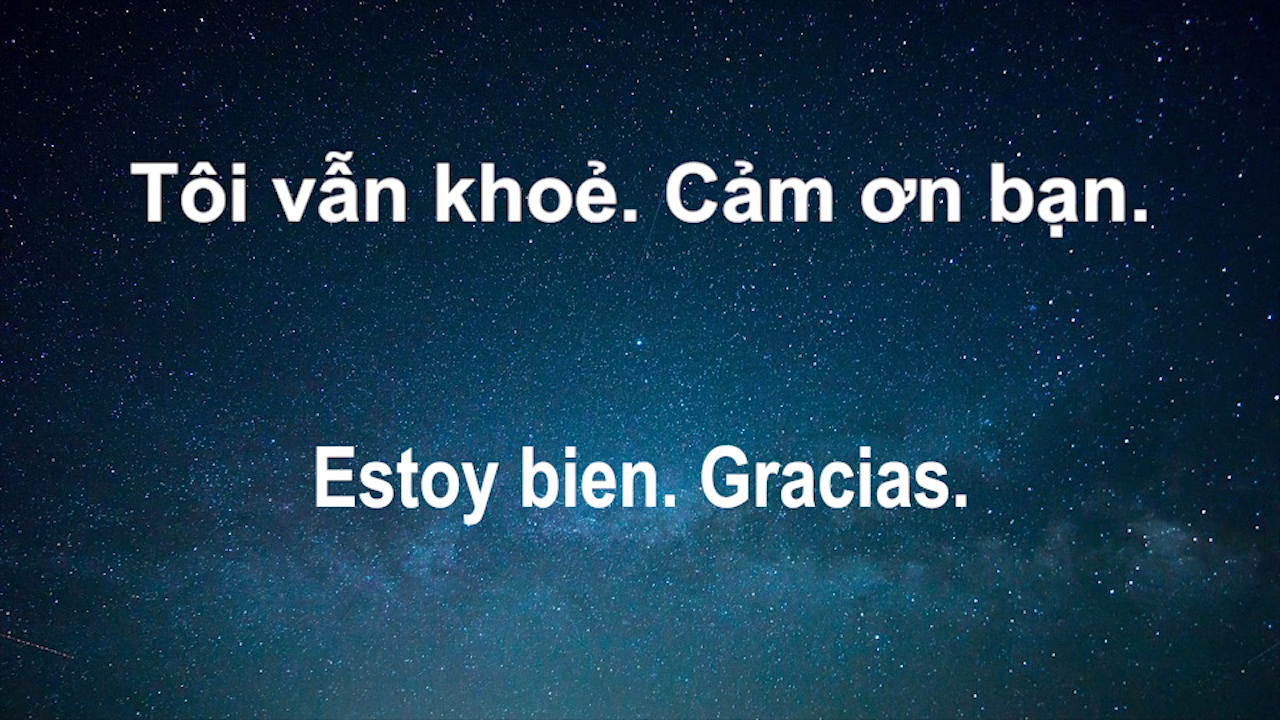 Tôi vẫn khoẻ. Cảm ơn bạn.
Estoy bien. Gracias.